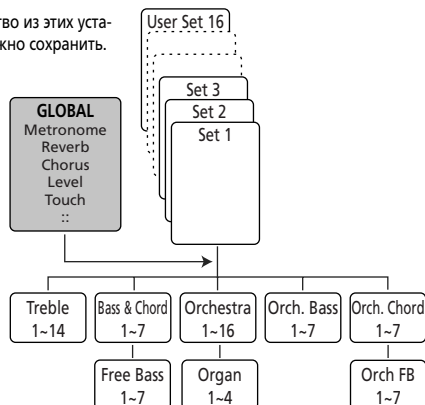 тво из этих уста-
жно сохранить.
User Set 16
Set 3
Set 2
Set 1
GLOBAL
Metronome
Reverb
Chorus
Level
Touch
::
Treble
1~14
Bass & Chord
1~7
Orchestra
1~16
Orch. Bass
1~7
Orch. Chord
1~7
Free Bass
1~7
Organ
1~4
Orch FB
1~7